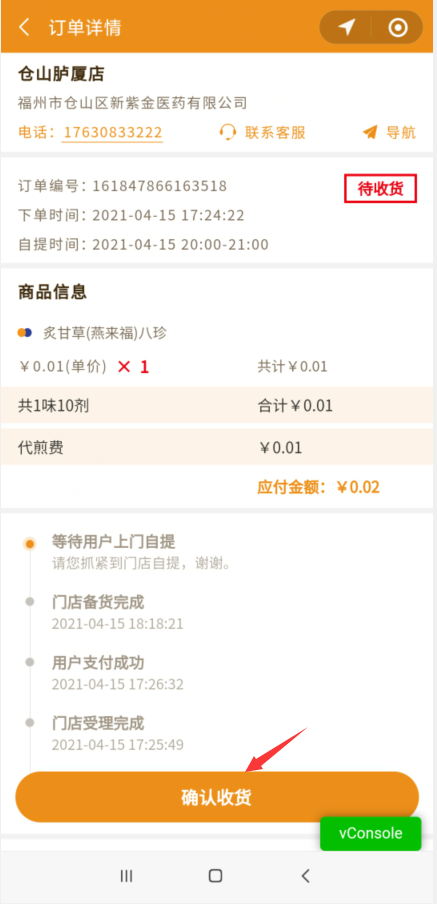 订单详情
仓山胪厦店
福州市仓山区新紫金医药有限公司
电话：17630833222 联系客服 导航
订单编号：161847866163518 待收货
下单时间：2021-04-15 17:24:22
自提时间：2021-04-15 20:00-21:00
商品信息
炙甘草(燕来福)八珍
￥0.01(单价) × 1 共计￥0.01
共1味10剂 合计￥0.01
代煎费 ￥0.01
应付金额：￥0.02
等待用户上门自提
请您抓紧到门店自提，谢谢。
门店备货完成
2021-04-15 18:18:21
用户支付成功
2021-04-15 17:26:32
门店受理完成
2021-04-15 17:25:49
确认收货
vConsole